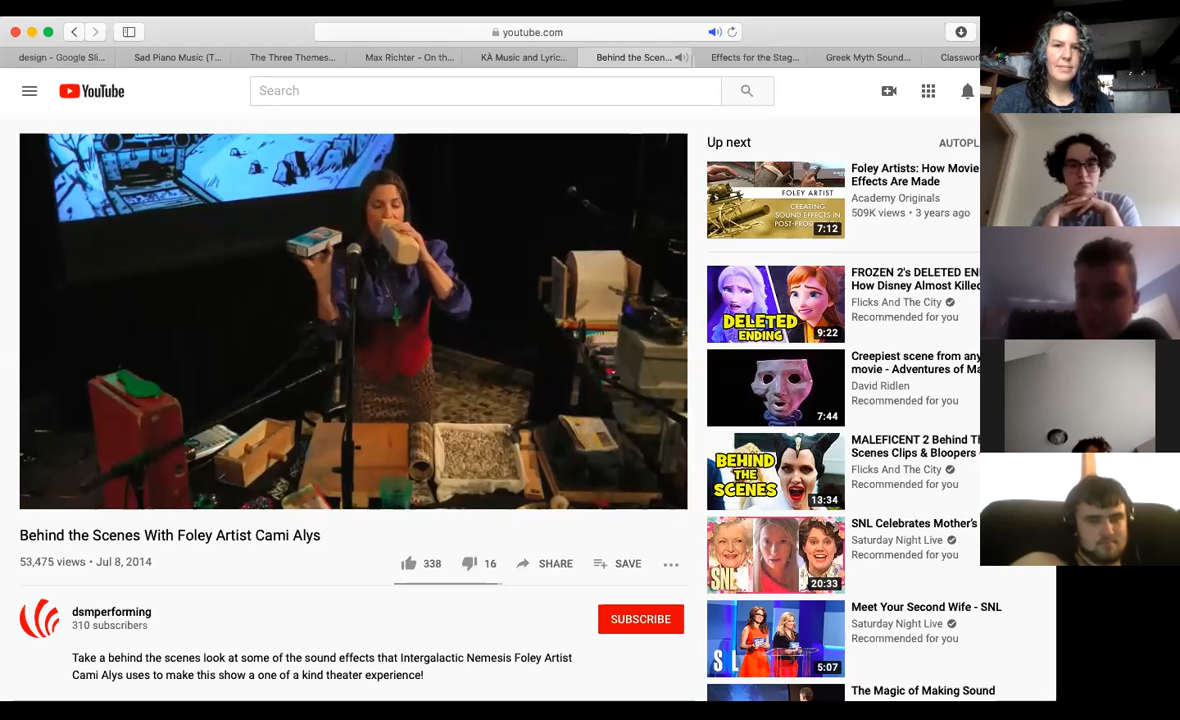 youtube.com
design - Google Sli...
Sad Piano Music (T...
The Three Themes...
Max Richter - On th...
KÀ Music and Lyric...
Behind the Scen...
Effects for the Stag...
Greek Myth Sound...
Classwor
YouTube
Search
Up next
AUTOPL
FOLEY ARTIST
CREATING
SOUND EFFECTS IN
7:12
Foley Artists: How Movie
Effects Are Made
Academy Originals
509K views • 3 years ago
DELETED
ENDING
9:22
FROZEN 2's DELETED EN
How Disney Almost Killed
Flicks And The City
Recommended for you
7:44
Creepiest scene from any
movie - Adventures of Ma
David Ridlen
Recommended for you
BEHIND
THE
SCENES
13:34
MALEFICENT 2 Behind Th
Scenes Clips & Bloopers
Flicks And The City
Recommended for you
SNL
20:33
SNL Celebrates Mother's
Saturday Night Live
Recommended for you
S L
5:07
Meet Your Second Wife - SNL
Saturday Night Live
Recommended for you
The Magic of Making Sound
Behind the Scenes With Foley Artist Cami Alys
53,475 views • Jul 8, 2014
338
16
SHARE
SAVE
dsmperforming
310 subscribers
SUBSCRIBE
Take a behind the scenes look at some of the sound effects that Intergalactic Nemesis Foley Artist
Cami Alys uses to make this show a one of a kind theater experience!